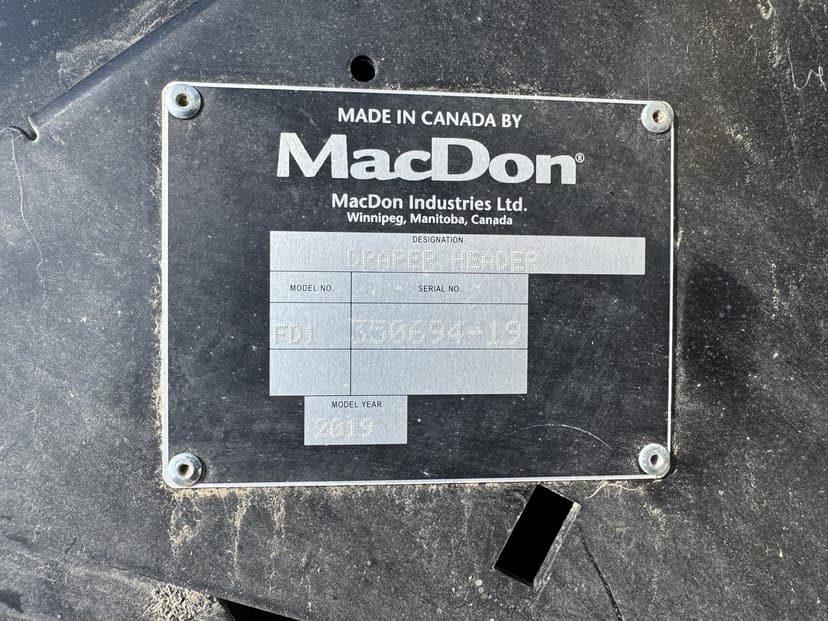 MADE IN CANADA BY
MacDon®
MacDon Industries Ltd.
Winnipeg, Manitoba, Canada
DESIGNATION
DRAPER HEADER
MODEL NO. SERIAL NO.
FD1 350694-19
MODEL YEAR
2019